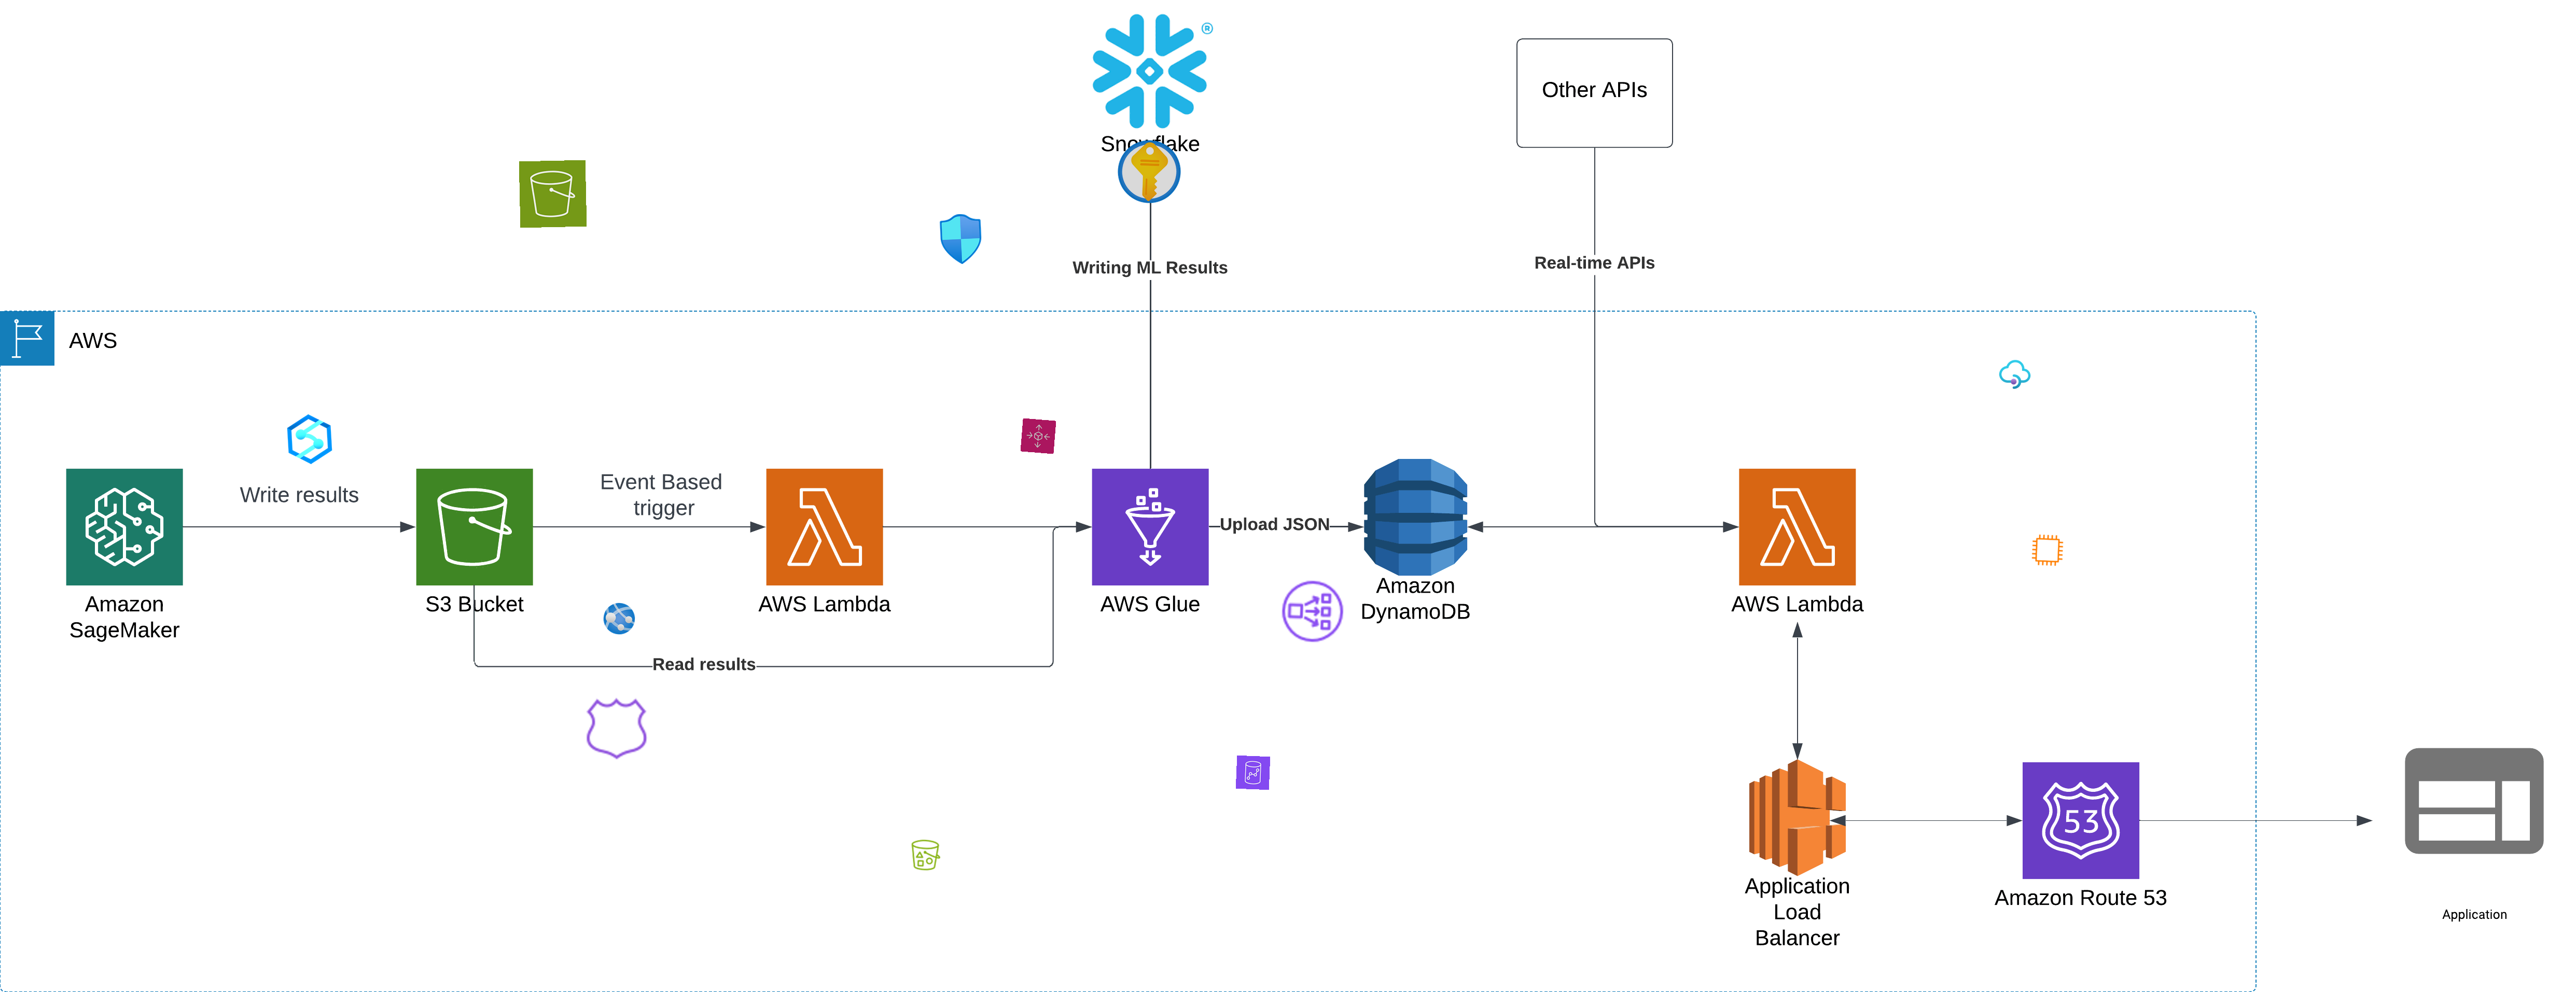 ®
Snowflake
Other APIs
Writing ML Results
Real-time APIs
AWS
Write results
Event Based
trigger
Upload JSON
Amazon
SageMaker
S3 Bucket
AWS Lambda
AWS Glue
Amazon
DynamoDB
AWS Lambda
Read results
53
Application
Load
Balancer
Amazon Route 53
Application